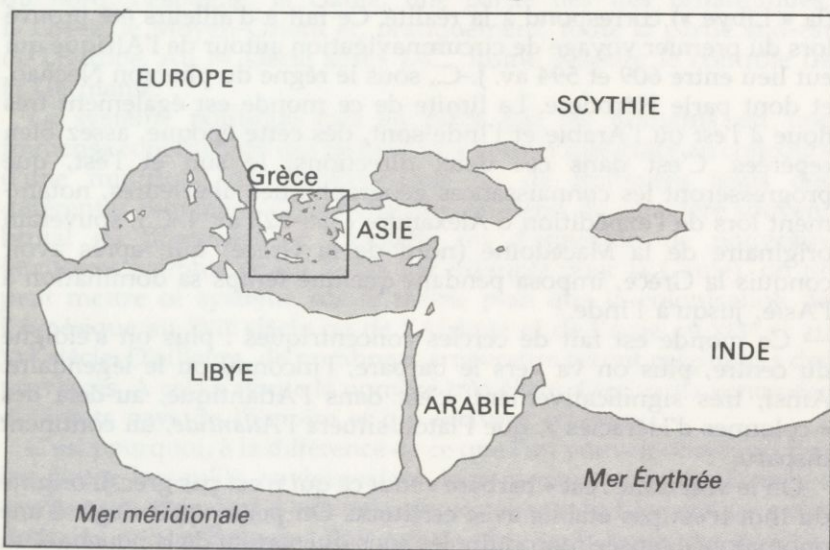 EUROPE
SCYTHIE
Grèce
ASIE
LIBYE
INDE
ARABIE
Mer Érythrée
Mer méridionale